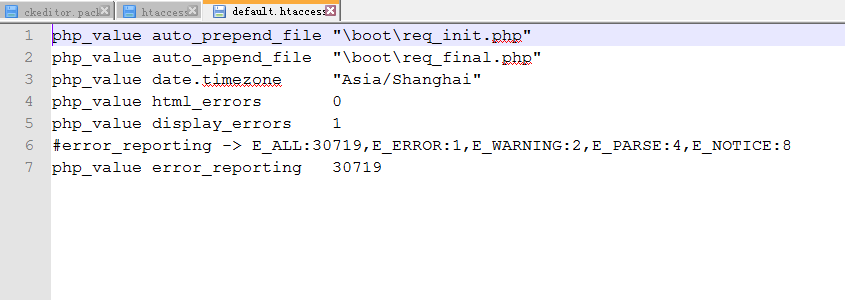 ckeditor.pac
htaccess
default.htaccess
1 php_value auto_prepend_file "\boot\req_init.php"
2 php_value auto_append_file "\boot\req_final.php"
3 php_value date.timezone "Asia/Shanghai"
4 php_value html_errors 0
5 php_value display_errors 1
6 #error_reporting -> E_ALL:30719,E_ERROR:1,E_WARNING:2,E_PARSE:4,E_NOTICE:8
7 php_value error_reporting 30719